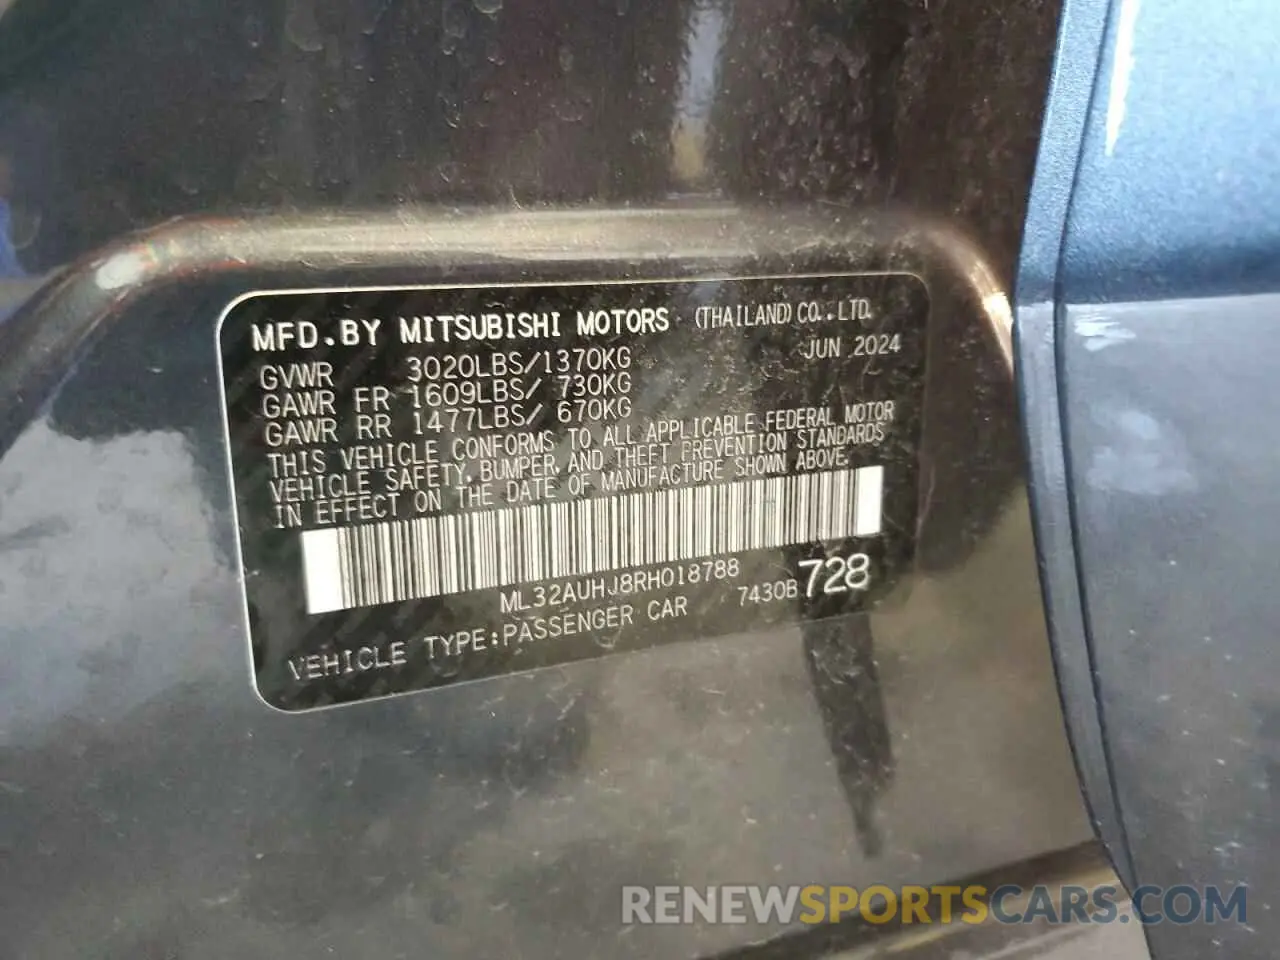 MFD.BY MITSUBISHI MOTORS (THAILAND) CO.,LTD.
GVWR 3020LBS/1370KG JUN 2024
GAWR FR 1609LBS/ 730KG
GAWR RR 1477LBS/ 670KG
THIS VEHICLE CONFORMS TO ALL APPLICABLE FEDERAL MOTOR
VEHICLE SAFETY, BUMPER, AND THEFT PREVENTION STANDARDS
IN EFFECT ON THE DATE OF MANUFACTURE SHOWN ABOVE.
ML32AUHJ8RH018788
7430B 728
VEHICLE TYPE:PASSENGER CAR
RENEWSPORTSCARS.COM